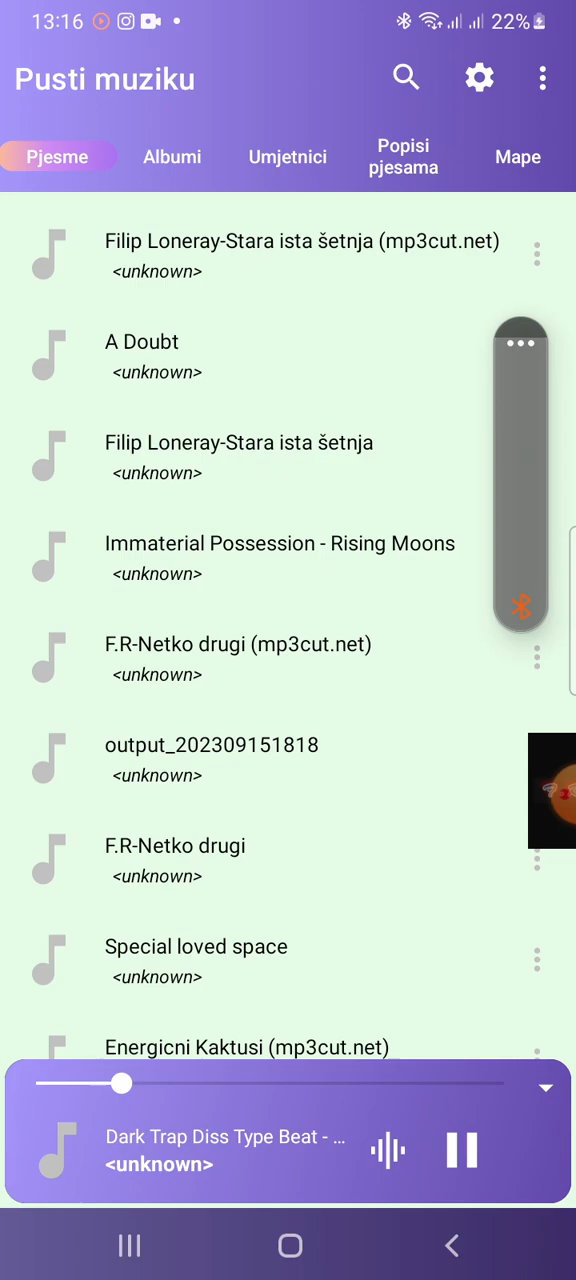 13:16
22%
Pusti muziku
Pjesme
Albumi
Umjetnici
Popisi
pjesama
Mape
Filip Loneray-Stara ista šetnja (mp3cut.net)
<unknown>
A Doubt
<unknown>
Filip Loneray-Stara ista šetnja
<unknown>
Immaterial Possession - Rising Moons
<unknown>
F.R-Netko drugi (mp3cut.net)
<unknown>
output_202309151818
<unknown>
F.R-Netko drugi
<unknown>
Special loved space
<unknown>
Energicni Kaktusi (mp3cut.net)
Dark Trap Diss Type Beat - ...
<unknown>